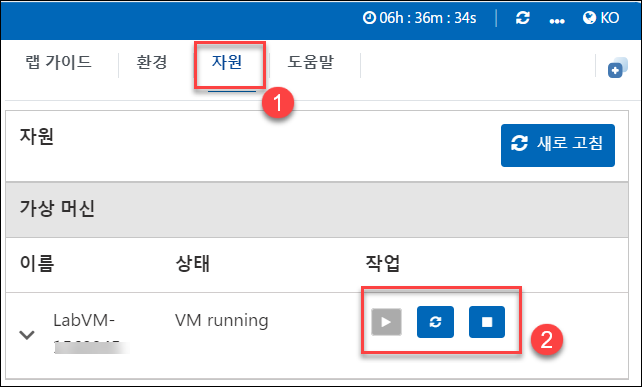 06h : 36m : 34s
KO
랩 가이드 환경 자원 도움말
1
자원
새로 고침
가상 머신
이름 상태 작업
LabVM- VM running
2